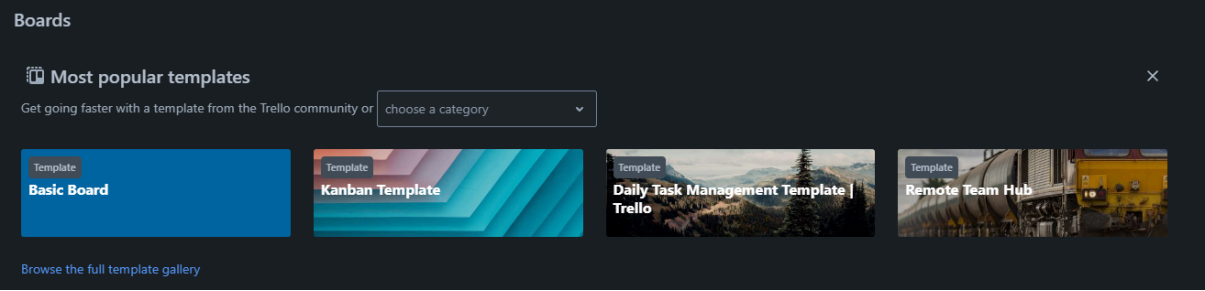 Boards
Most popular templates
Get going faster with a template from the Trello community or choose a category
Template
Basic Board
Template
Kanban Template
Template
Daily Task Management Template |
Trello
Template
Remote Team Hub
Browse the full template gallery